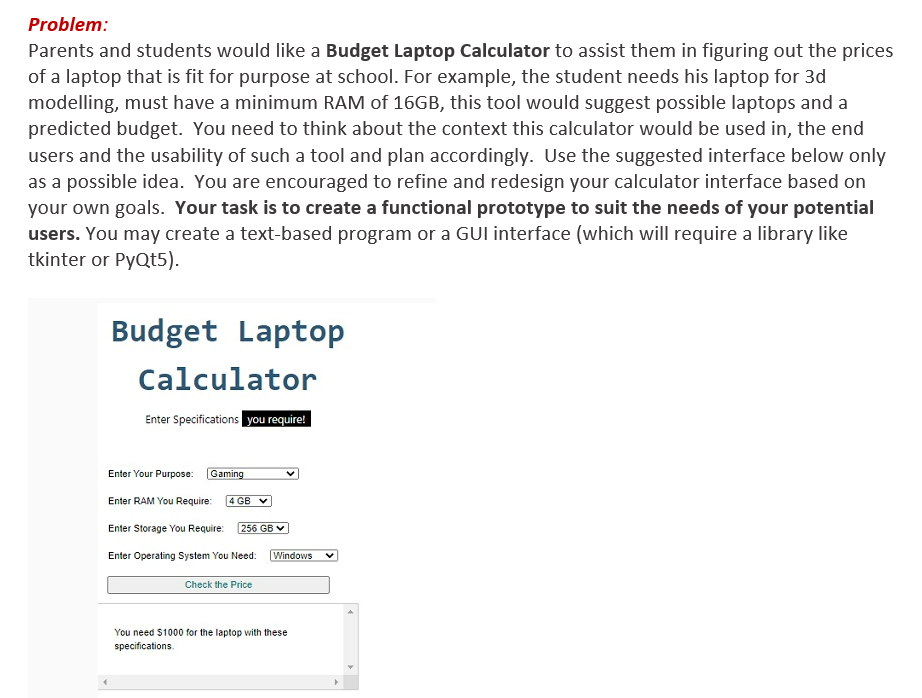 Problem:
Parents and students would like a Budget Laptop Calculator to assist them in figuring out the prices
of a laptop that is fit for purpose at school. For example, the student needs his laptop for 3d
modelling, must have a minimum RAM of 16GB, this tool would suggest possible laptops and a
predicted budget. You need to think about the context this calculator would be used in, the end
users and the usability of such a tool and plan accordingly. Use the suggested interface below only
as a possible idea. You are encouraged to refine and redesign your calculator interface based on
your own goals. Your task is to create a functional prototype to suit the needs of your potential
users. You may create a text-based program or a GUI interface (which will require a library like
tkinter or PyQt5).
Budget Laptop
Calculator
Enter Specifications you require!
Enter Your Purpose: Gaming
Enter RAM You Require: 4 GB
Enter Storage You Require: 256 GB
Enter Operating System You Need: Windows
Check the Price
You need $1000 for the laptop with these
specifications.